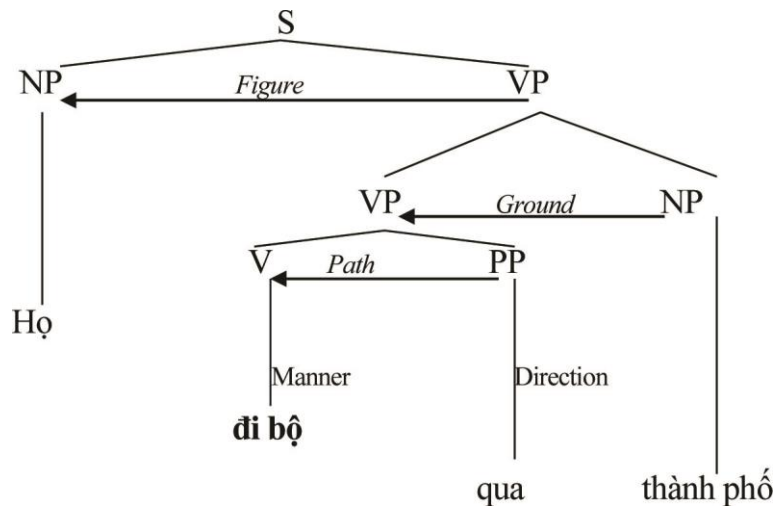 S
NP Figure VP
VP Ground NP
V Path PP
Họ
Manner Direction
đi bộ
qua thành phố